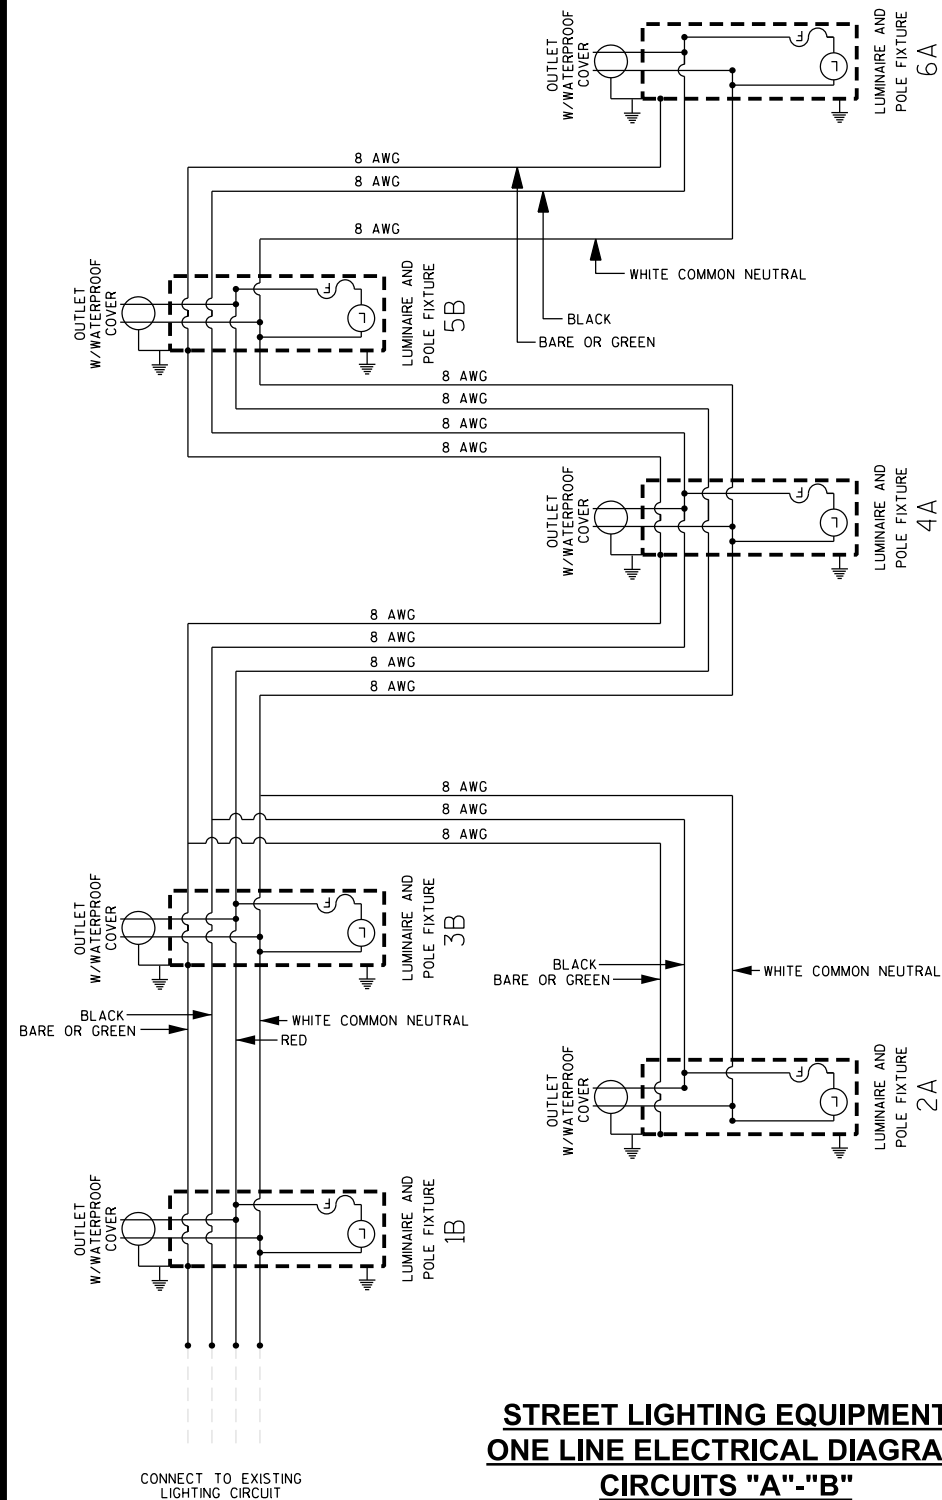 OUTLET
W/WATERPROOF
COVER
F
L
LUMINAIRE AND
POLE FIXTURE
6A
8 AWG
8 AWG
8 AWG
WHITE COMMON NEUTRAL
BLACK
BARE OR GREEN
OUTLET
W/WATERPROOF
COVER
F
L
LUMINAIRE AND
POLE FIXTURE
5B
8 AWG
8 AWG
8 AWG
8 AWG
OUTLET
W/WATERPROOF
COVER
F
L
LUMINAIRE AND
POLE FIXTURE
4A
8 AWG
8 AWG
8 AWG
8 AWG
8 AWG
8 AWG
8 AWG
OUTLET
W/WATERPROOF
COVER
F
L
LUMINAIRE AND
POLE FIXTURE
3B
BLACK
BARE OR GREEN
WHITE COMMON NEUTRAL
BLACK
BARE OR GREEN
WHITE COMMON NEUTRAL
RED
OUTLET
W/WATERPROOF
COVER
F
L
LUMINAIRE AND
POLE FIXTURE
2A
OUTLET
W/WATERPROOF
COVER
F
L
LUMINAIRE AND
POLE FIXTURE
1B
CONNECT TO EXISTING
LIGHTING CIRCUIT
STREET LIGHTING EQUIPMENT
ONE LINE ELECTRICAL DIAGRA
CIRCUITS "A"-"B"